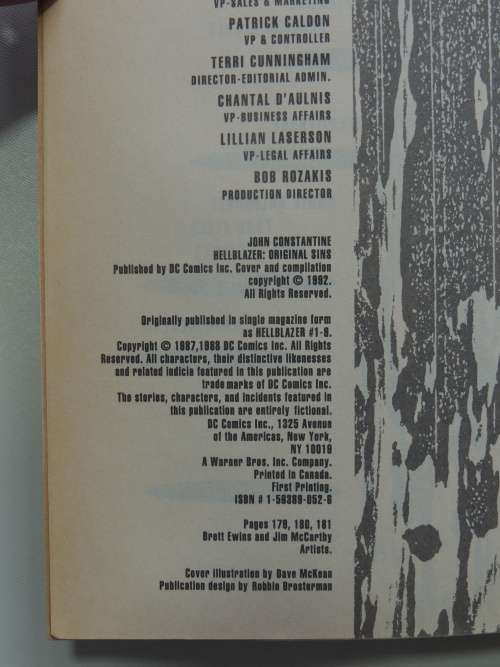 VP-SALES & MARKETING
PATRICK CALDON
VP & CONTROLLER
TERRI CUNNINGHAM
DIRECTOR-EDITORIAL ADMIN.
CHANTAL D'AULNIS
VP-BUSINESS AFFAIRS
LILLIAN LASERSON
VP-LEGAL AFFAIRS
BOB ROZAKIS
PRODUCTION DIRECTOR
JOHN CONSTANTINE
HELLBLAZER: ORIGINAL SINS
Published by DC Comics Inc. Cover and compilation
copyright © 1992.
All Rights Reserved.
Originally published in single magazine form
as HELLBLAZER #1-9.
Copyright © 1987,1988 DC Comics Inc. All Rights
Reserved. All characters, their distinctive likenesses
and related indicia featured in this publication are
trademarks of DC Comics Inc.
The stories, characters, and incidents featured in
this publication are entirely fictional.
DC Comics Inc., 1325 Avenue
of the Americas, New York,
NY 10019
A Warner Bros. Inc. Company.
Printed in Canada.
First Printing.
ISBN # 1-56389-052-6
Pages 179, 180, 181
Brett Ewins and Jim McCarthy
Artists.
Cover illustration by Dave McKean
Publication design by Robbin Brosterman